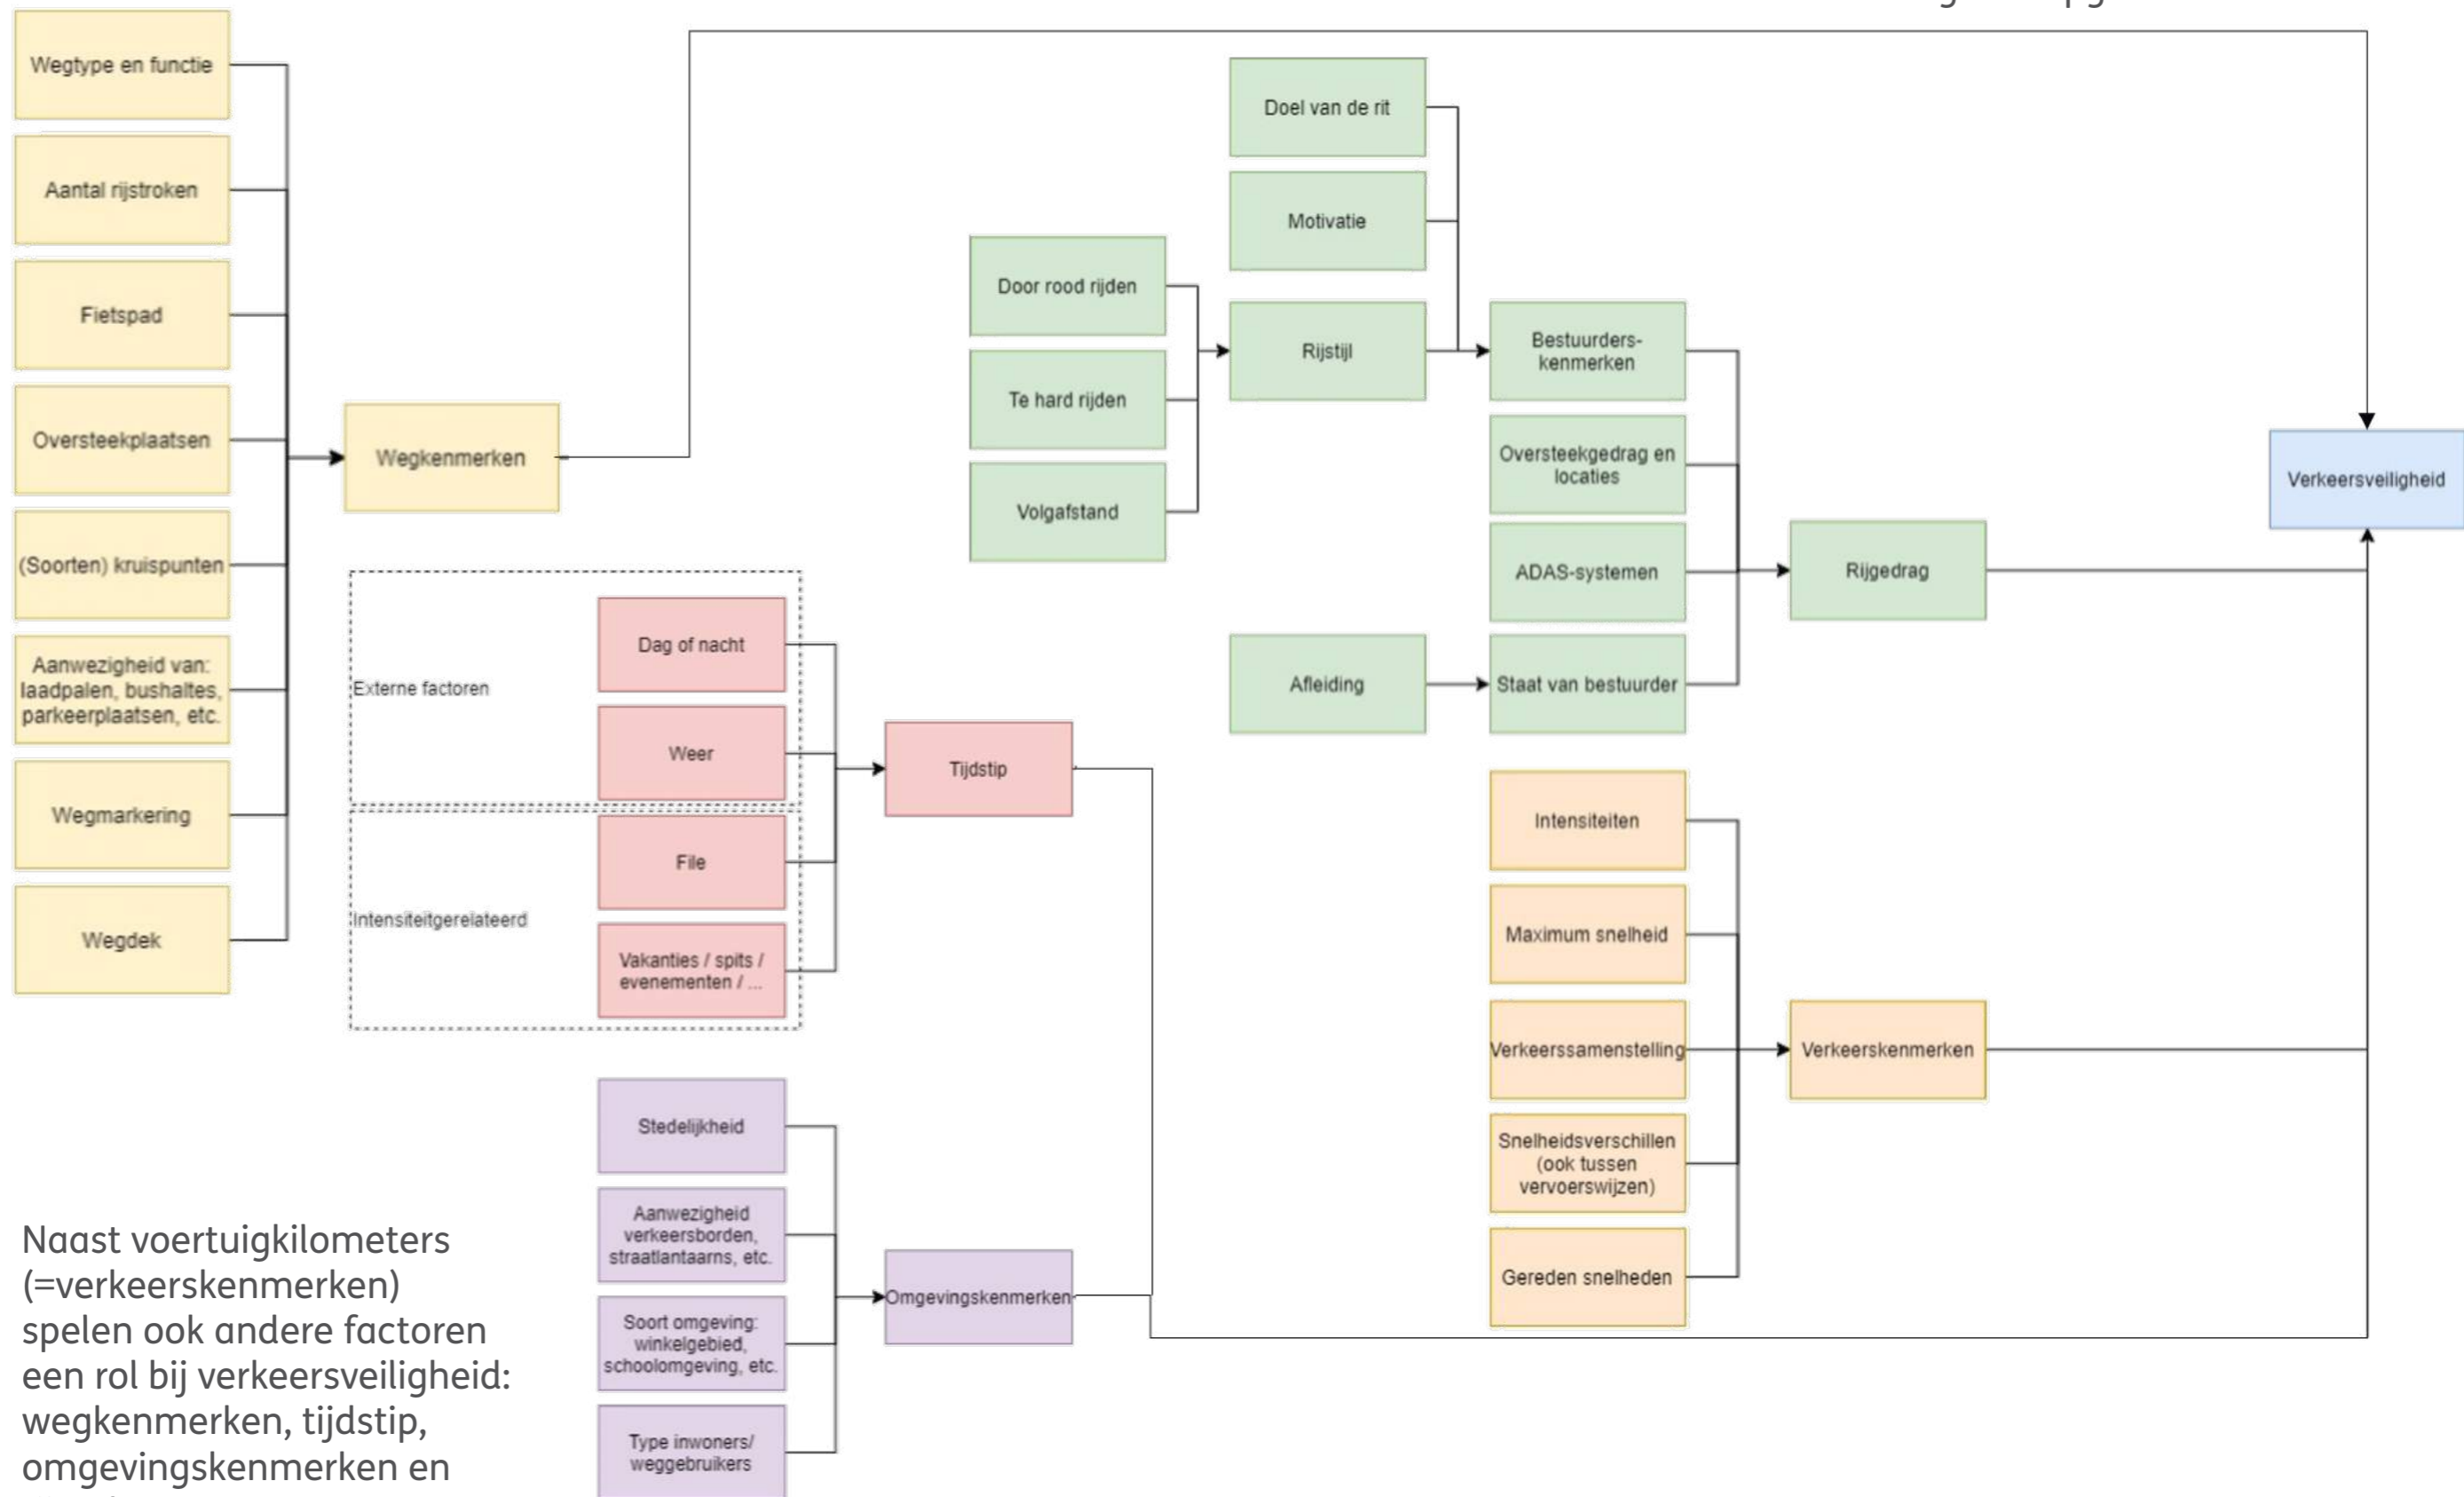 Wegtype en functie
Aantal rijstroken
Fietspad
Oversteekplaatsen
(Soorten) kruispunten
Aanwezigheid van:
laadpalen, bushaltes,
parkeerplaatsen, etc.
Wegmarkering
Wegdek
Wegkenmerken
Externe factoren
Dag of nacht
Weer
Intensiteitgerelateerd
File
Vakanties / spits /
evenementen / ...
Tijdstip
Stedelijkheid
Aanwezigheid
verkeersborden,
straatlantaarns, etc.
Soort omgeving:
winkelgebied,
schoolomgeving, etc.
Type inwoners/
weggebruikers
Omgevingskenmerken
Door rood rijden
Te hard rijden
Volgafstand
Doel van de rit
Motivatie
Rijstijl
Afleiding
Bestuurders-
kenmerken
Oversteekgedrag en
locaties
ADAS-systemen
Staat van bestuurder
Rijgedrag
Intensiteiten
Maximum snelheid
Verkeerssamenstelling
Snelheidsverschillen
(ook tussen
vervoerswijzen)
Gereden snelheden
Verkeerskenmerken
Verkeersveiligheid
Naast voertuigkilometers
(=verkeerskenmerken)
spelen ook andere factoren
een rol bij verkeersveiligheid:
wegkenmerken, tijdstip,
omgevingskenmerken en